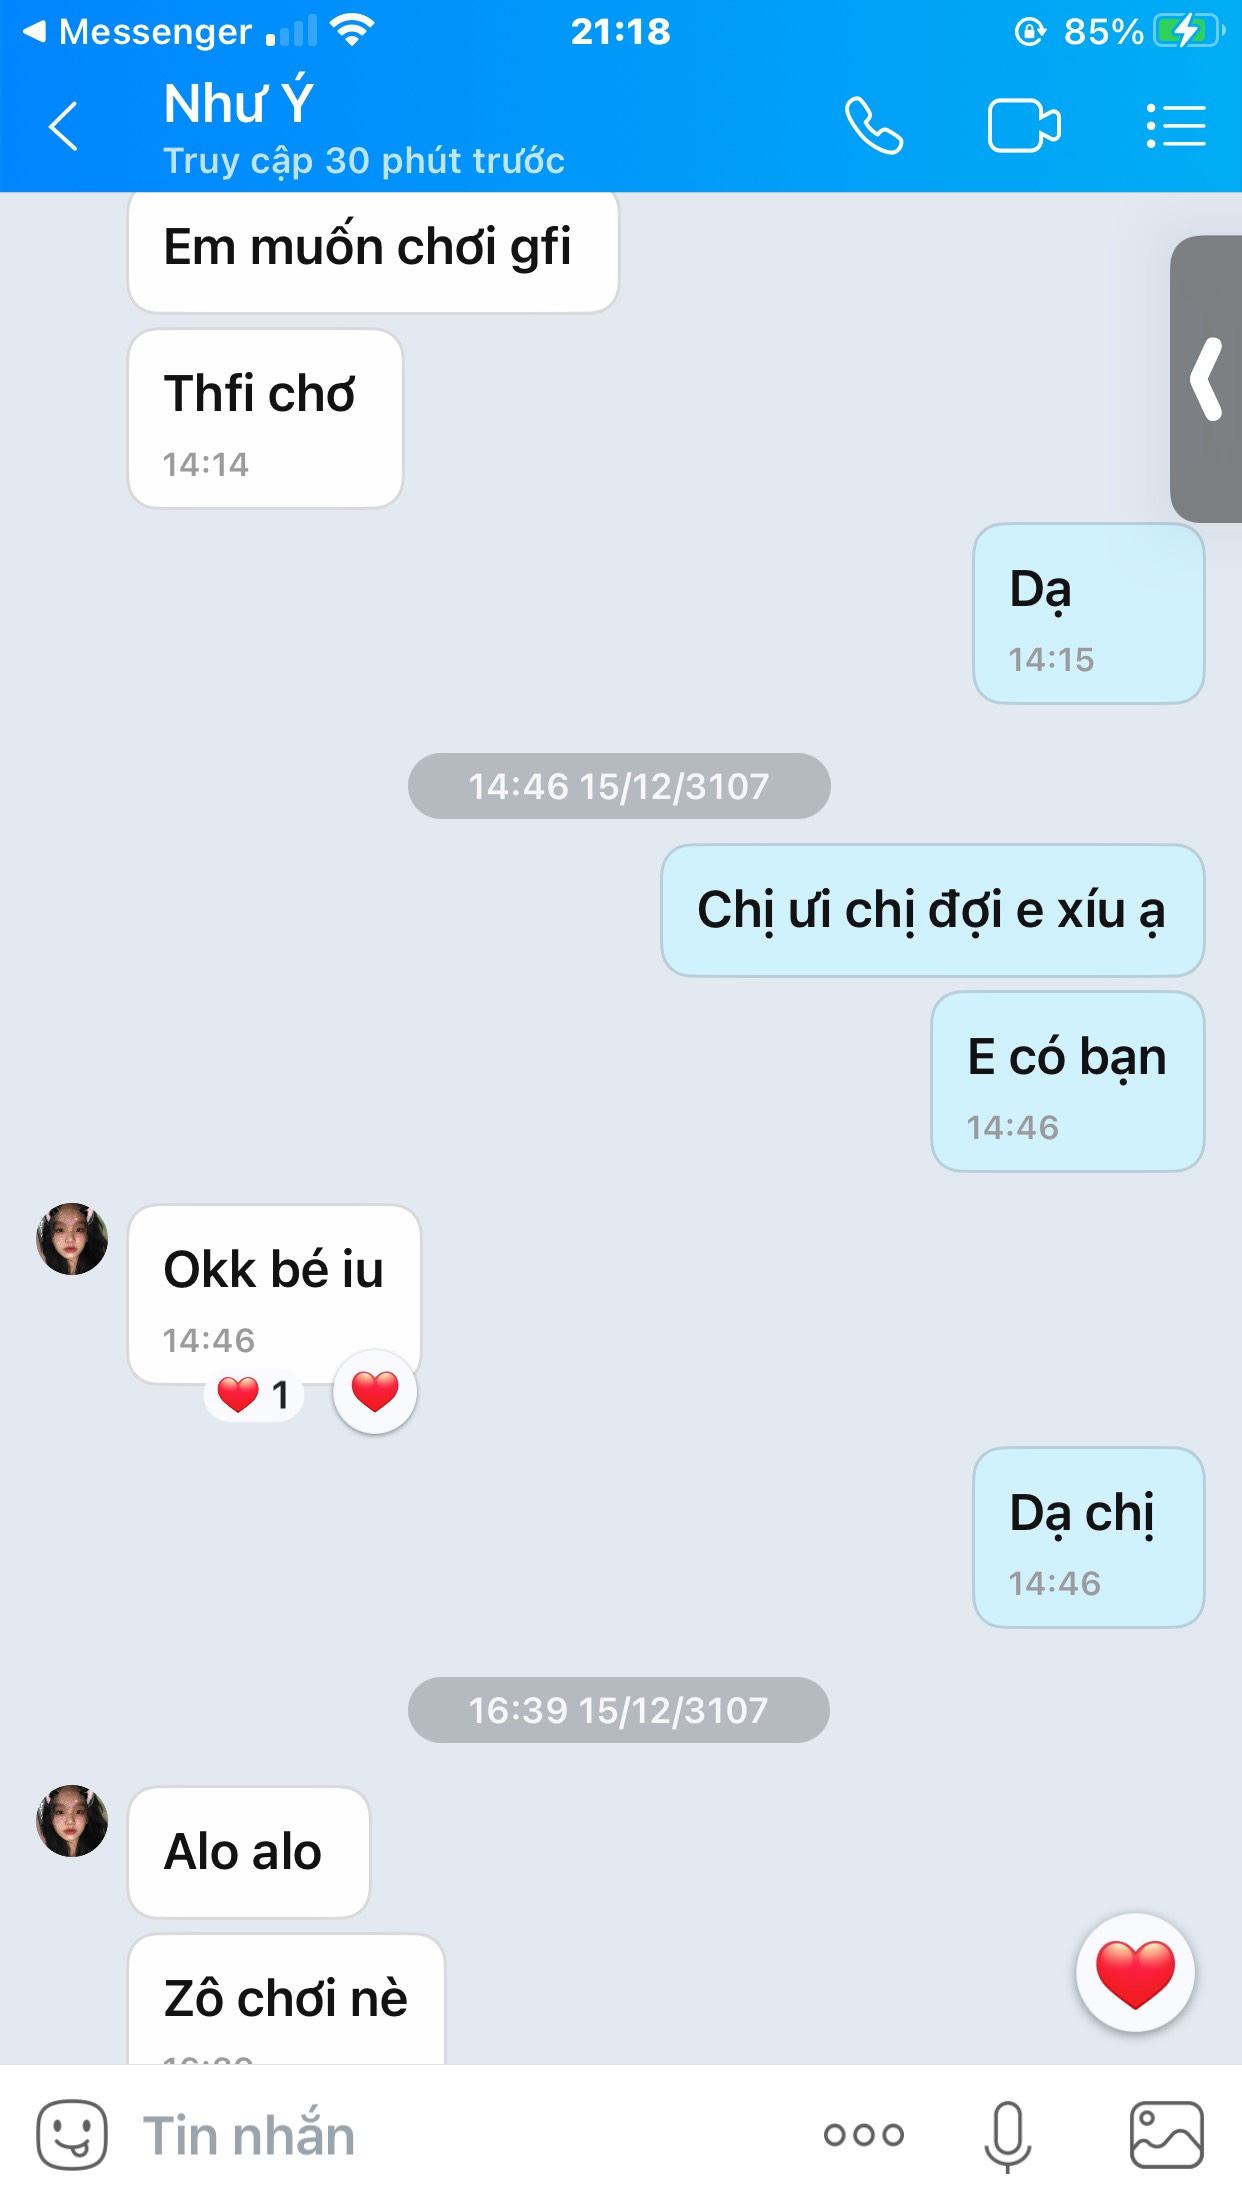 Messenger
21:18
85%
Như Ý
Truy cập 30 phút trước
Em muốn chơi gfi
Thfi chơ
14:14
Dạ
14:15
14:46 15/12/3107
Chị ưi chị đợi e xíu ạ
E có bạn
14:46
Okk bé iu
14:46
1
Dạ chị
14:46
16:39 15/12/3107
Alo alo
Zô chơi nè
Tin nhắn